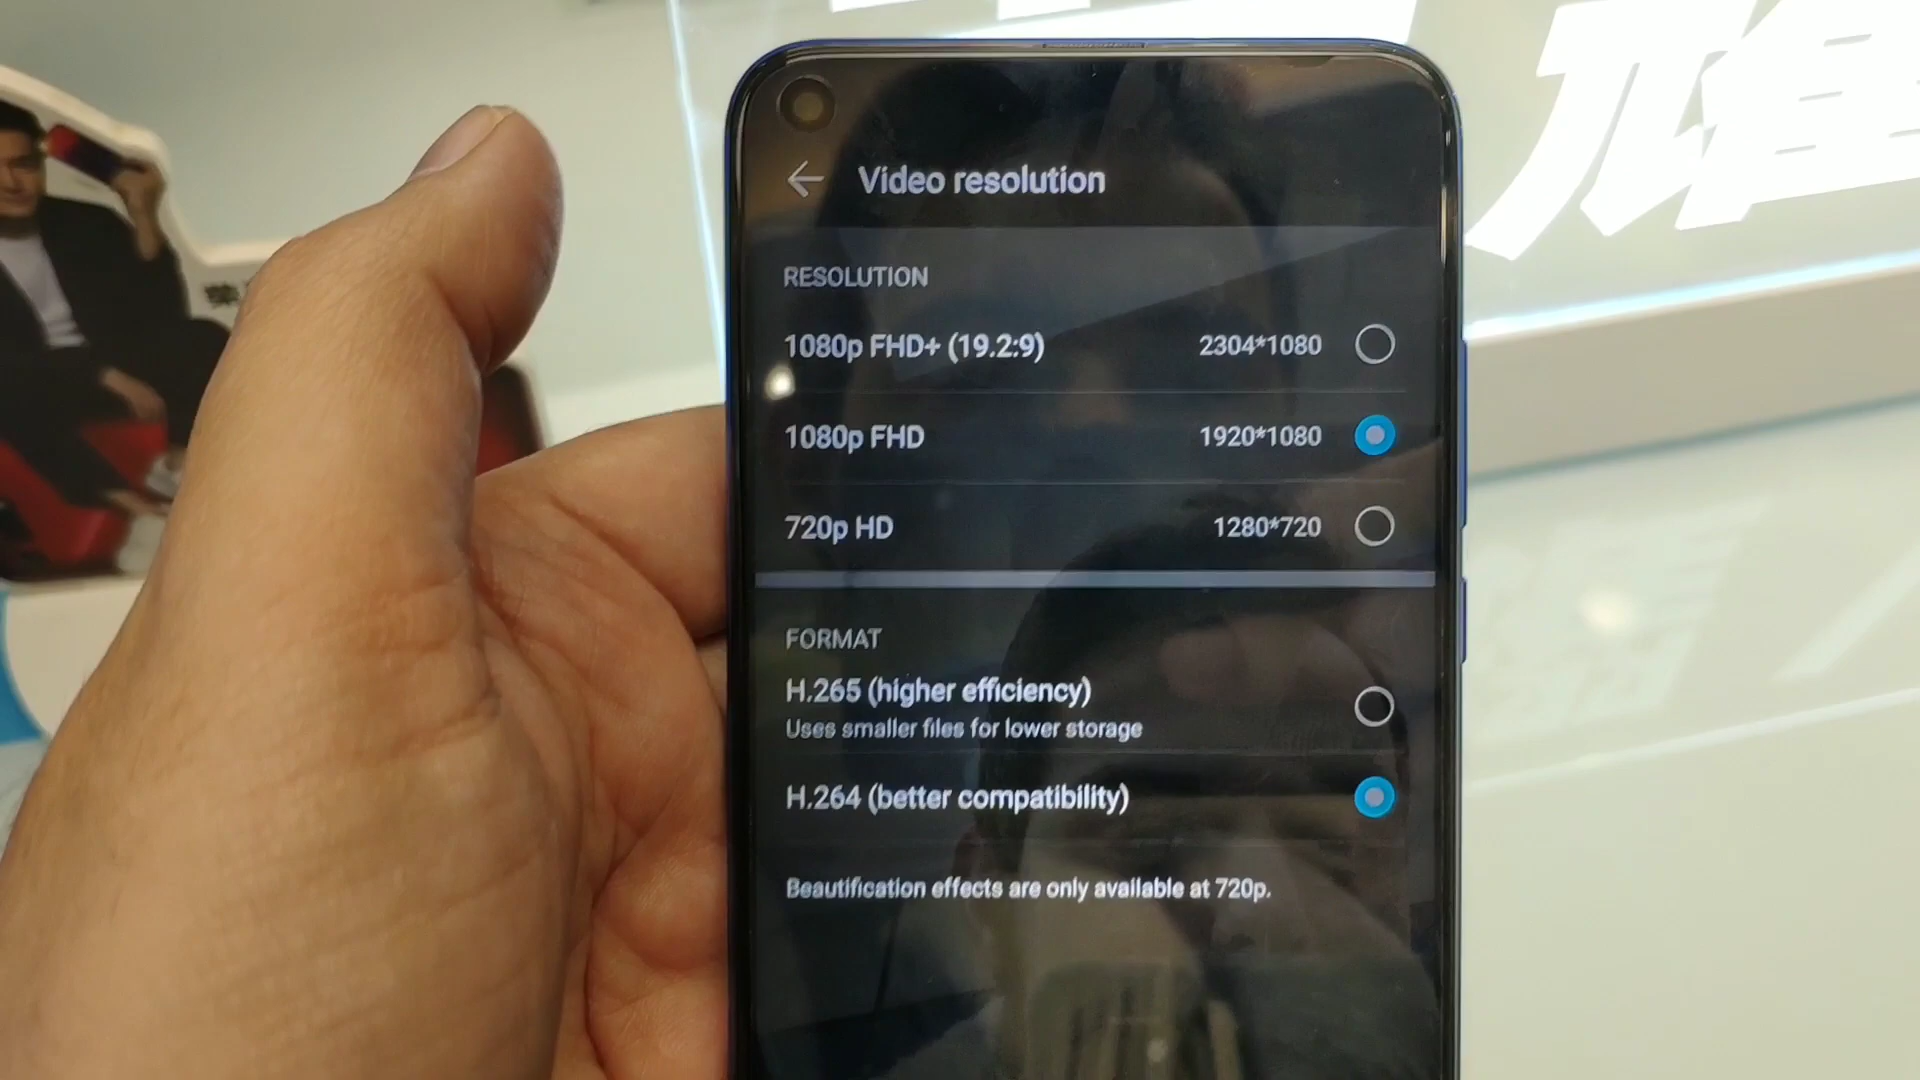 Video resolution
RESOLUTION
1080p FHD+ (19.2:9) 2304*1080
1080p FHD 1920*1080
720p HD 1280*720
FORMAT
H.265 (higher efficiency)
Uses smaller files for lower storage
H.264 (better compatibility)
Beautification effects are only available at 720p.